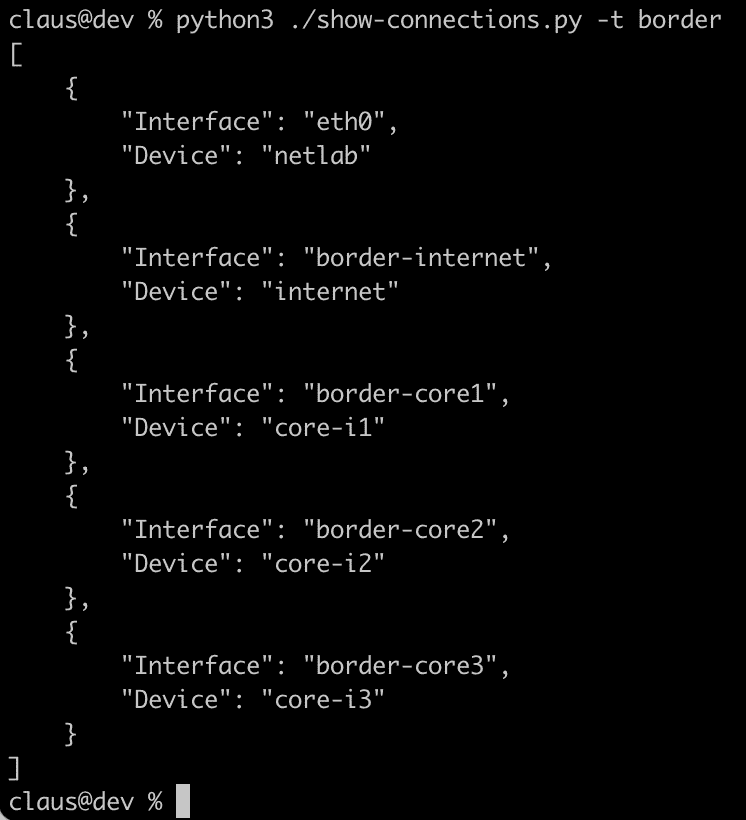 claus@dev % python3 ./show-connections.py -t border
[
    {
        "Interface": "eth0",
        "Device": "netlab"
    },
    {
        "Interface": "border-internet",
        "Device": "internet"
    },
    {
        "Interface": "border-core1",
        "Device": "core-i1"
    },
    {
        "Interface": "border-core2",
        "Device": "core-i2"
    },
    {
        "Interface": "border-core3",
        "Device": "core-i3"
    }
]
claus@dev %